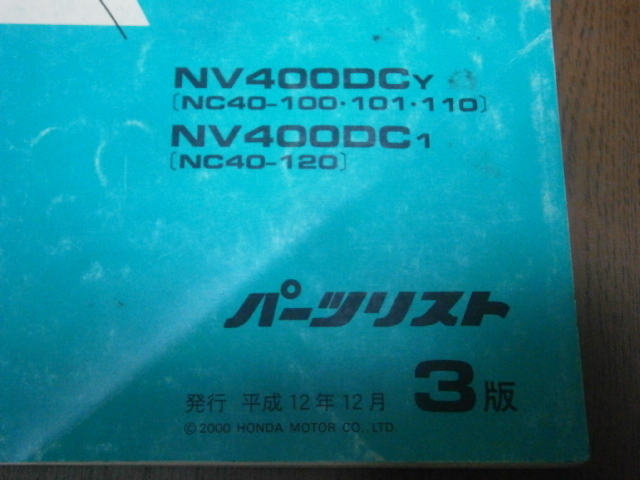 NV400DCY
〔NC40-100・101・110〕
NV400DC1
〔NC40-120〕
パーツリスト
発行 平成12年12月 3版
©2000 HONDA MOTOR CO., LTD.